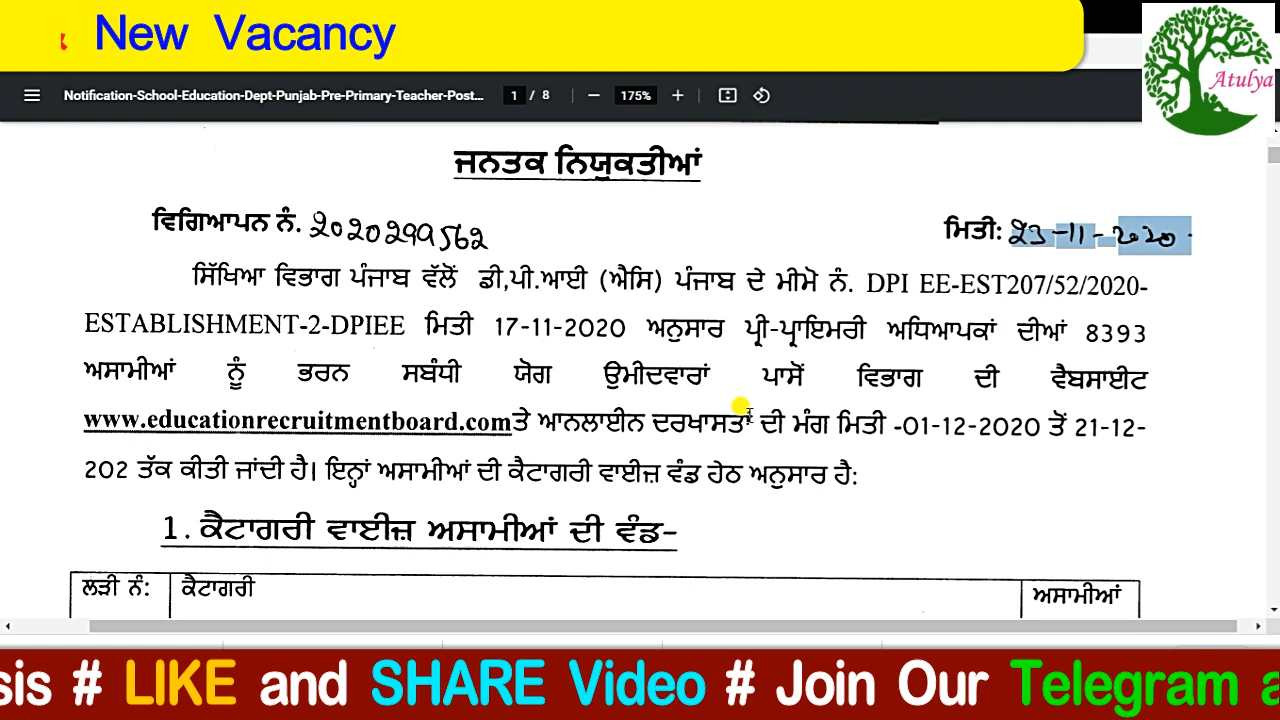 New Vacancy
Atulya
Notification-School-Education-Dept-Punjab-Pre-Primary-Teacher-Post... 1 / 8 175%
ਜਨਤਕ ਨਿਯੁਕਤੀਆਂ
ਵਿਗਿਆਪਨ ਨੰ. 2020299562 ਮਿਤੀ: 23-11-2020.
ਸਿੱਖਿਆ ਵਿਭਾਗ ਪੰਜਾਬ ਵੱਲੋਂ ਡੀ,ਪੀ.ਆਈ (ਐਸਿ) ਪੰਜਾਬ ਦੇ ਮੀਮੋ ਨੰ. DPI EE-EST207/52/2020-
ESTABLISHMENT-2-DPIEE ਮਿਤੀ 17-11-2020 ਅਨੁਸਾਰ ਪ੍ਰੀ-ਪ੍ਰਾਇਮਰੀ ਅਧਿਆਪਕਾਂ ਦੀਆਂ 8393
ਅਸਾਮੀਆਂ ਨੂੰ ਭਰਨ ਸਬੰਧੀ ਯੋਗ ਉਮੀਦਵਾਰਾਂ ਪਾਸੋਂ ਵਿਭਾਗ ਦੀ ਵੈਬਸਾਈਟ
www.educationrecruitmentboard.comਤੇ ਆਨਲਾਈਨ ਦਰਖਾਸਤਾਂ ਦੀ ਮੰਗ ਮਿਤੀ -01-12-2020 ਤੋਂ 21-12-
202 ਤੱਕ ਕੀਤੀ ਜਾਂਦੀ ਹੈ। ਇਨ੍ਹਾਂ ਅਸਾਮੀਆਂ ਦੀ ਕੈਟਾਗਰੀ ਵਾਈਜ਼ ਵੰਡ ਹੇਠ ਅਨੁਸਾਰ ਹੈ:
1. ਕੈਟਾਗਰੀ ਵਾਈਜ਼ ਅਸਾਮੀਆਂ ਦੀ ਵੰਡ-
ਲੜੀ ਨੰ: ਕੈਟਾਗਰੀ ਅਸਾਮੀਆਂ
sis # LIKE and SHARE Video # Join Our Telegram a